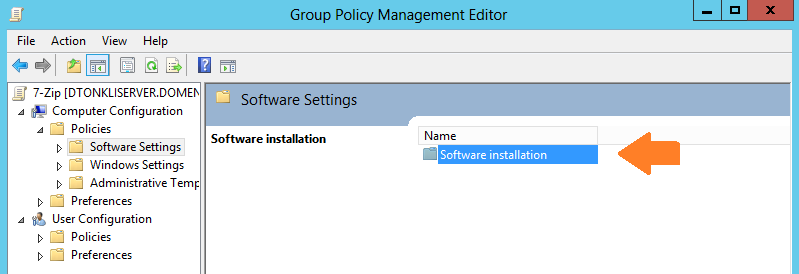 Group Policy Management Editor
File Action View Help
7-Zip [DTONKLISERVER.DOMEN
Computer Configuration
Policies
Software Settings
Windows Settings
Administrative Temp
Preferences
User Configuration
Policies
Preferences
Software Settings
Software installation
Name
Software installation